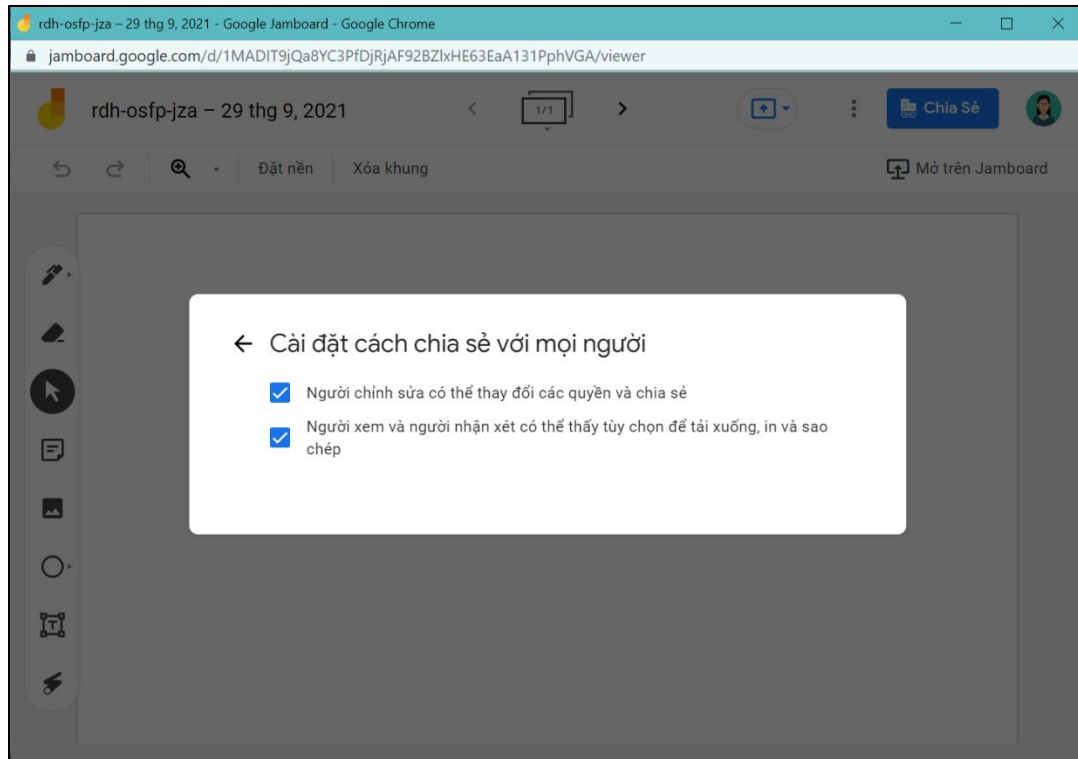 rdh-osfp-jza – 29 thg 9, 2021 - Google Jamboard - Google Chrome
jamboard.google.com/d/1MADIT9jQa8YC3PfDjRjAF92BZlxHE63EaA131PphVGA/viewer
rdh-osfp-jza – 29 thg 9, 2021
1/1
Chia Sẻ
Đặt nền
Xóa khung
Mở trên Jamboard
Cài đặt cách chia sẻ với mọi người
Người chỉnh sửa có thể thay đổi các quyền và chia sẻ
Người xem và người nhận xét có thể thấy tùy chọn để tải xuống, in và sao
chép
T